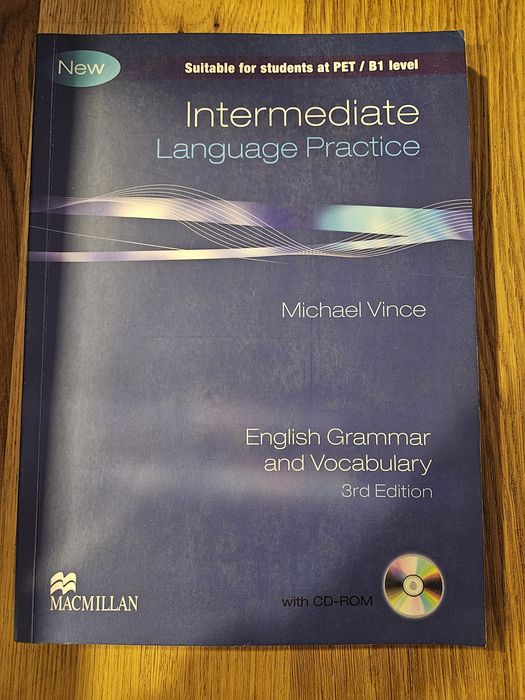 New
Suitable for students at PET / B1 level
Intermediate
Language Practice
Michael Vince
English Grammar
and Vocabulary
3rd Edition
MACMILLAN
with CD-ROM